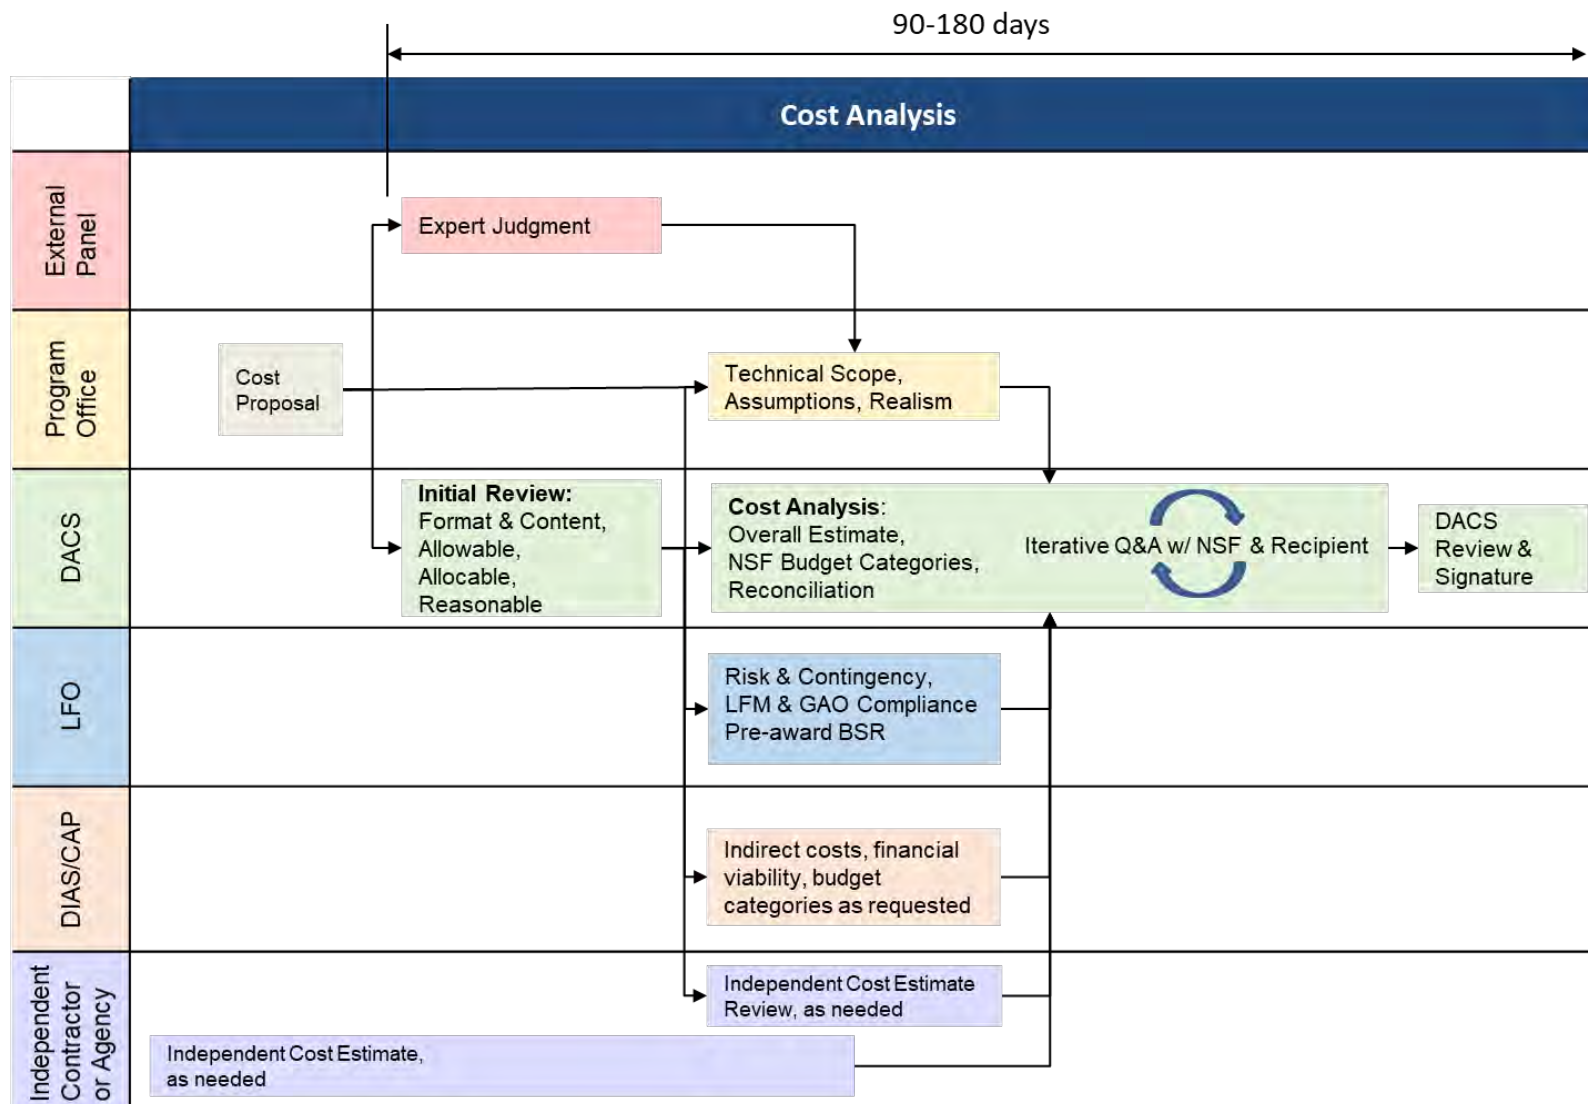 90-180 days
Cost Analysis
External
Panel
Expert Judgment
Program
Office
Cost
Proposal
Technical Scope,
Assumptions, Realism
DACS
Initial Review:
Format & Content,
Allowable,
Allocable,
Reasonable
Cost Analysis:
Overall Estimate,
NSF Budget Categories,
Reconciliation
Iterative Q&A w/ NSF & Recipient
DACS
Review &
Signature
LFO
Risk & Contingency,
LFM & GAO Compliance
Pre-award BSR
DIAS/CAP
Indirect costs, financial
viability, budget
categories as requested
Independent
Contractor
or Agency
Independent Cost Estimate
Review, as needed
Independent Cost Estimate,
as needed